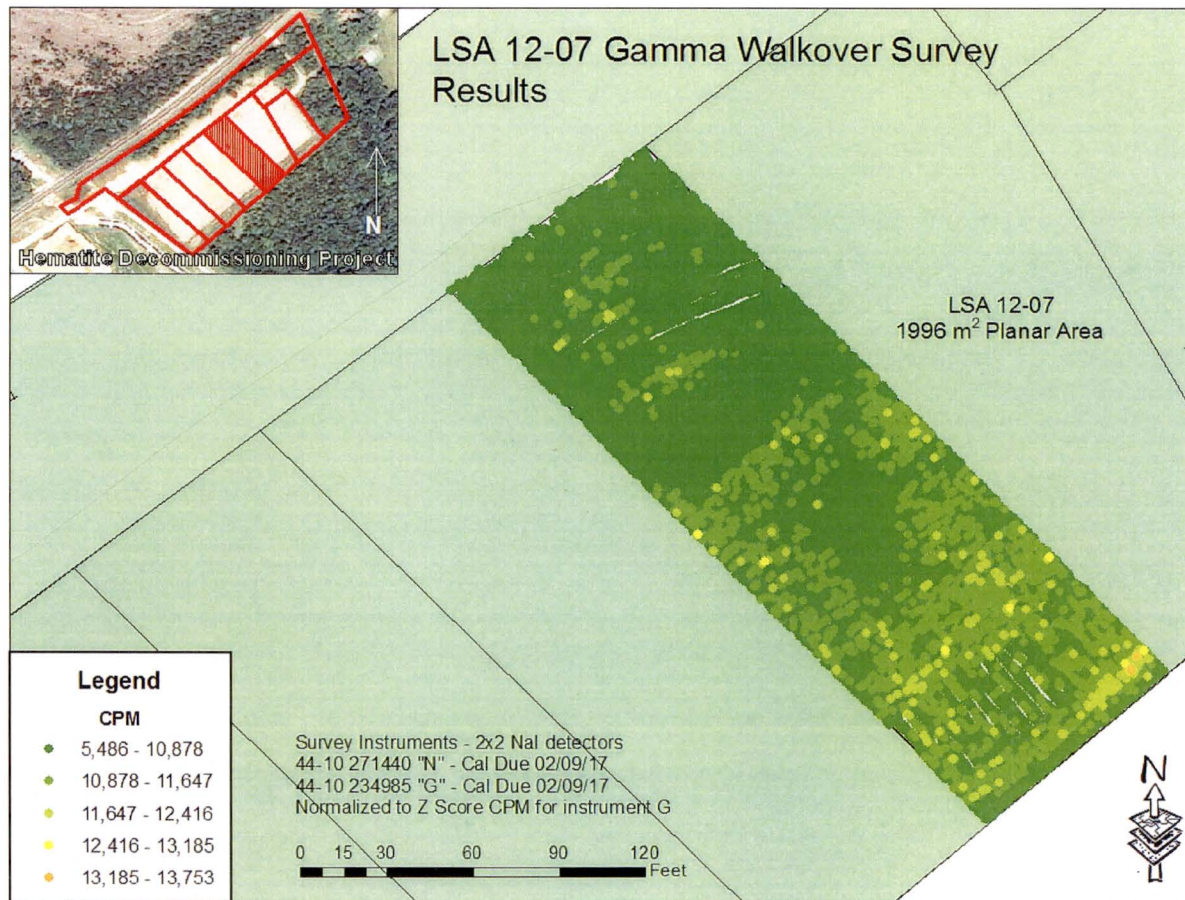 LSA 12-07 Gamma Walkover Survey
Results
N
Hematite Decommissioning Project
LSA 12-07
1996 m² Planar Area
Legend
CPM
5,486 - 10,878
10,878 - 11,647
11,647 - 12,416
12,416 - 13,185
13,185 - 13,753
Survey Instruments - 2x2 NaI detectors
44-10 271440 "N" - Cal Due 02/09/17
44-10 234985 "G" - Cal Due 02/09/17
Normalized to Z Score CPM for instrument G
0 15 30 60 90 120
Feet
N